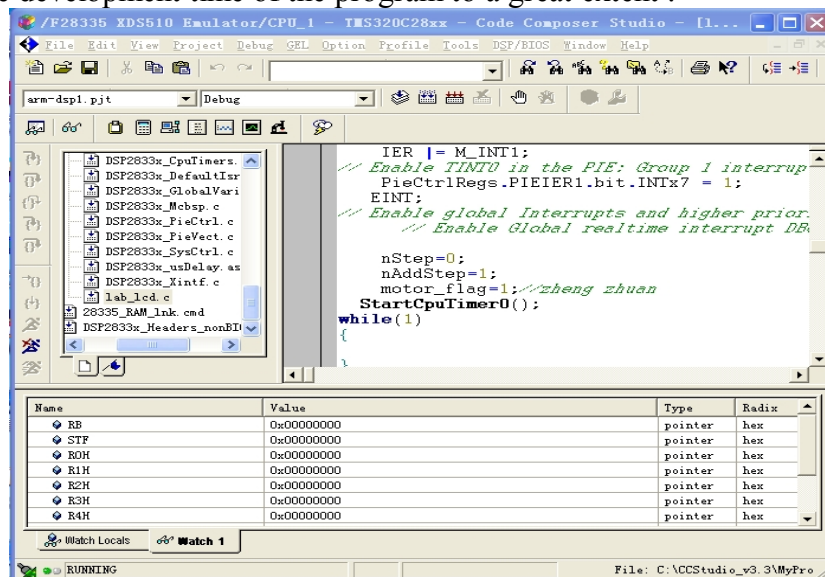 development time of the program to a great extent .
/F28335 XDS510 Emulator/CPU_1 - TMS320C28xx - Code Composer Studio - [l...
File Edit View Project Debug GEL Option Profile Tools DSP/BIOS Window Help
arm-dsp1.pjt Debug
DSP2833x_CpuTimers.
DSP2833x_DefaultIsr
DSP2833x_GlobalVari
DSP2833x_Mcbsp.c
DSP2833x_PieCtrl.c
DSP2833x_PieVect.c
DSP2833x_SysCtrl.c
DSP2833x_usDelay.as
DSP2833x_Xintf.c
lab_lcd.c
28335_RAM_lnk.cmd
DSP2833x_Headers_nonBI
IER |= M_INT1;
// Enable TINT0 in the PIE: Group 1 interrup
PieCtrlRegs.PIEIER1.bit.INTx7 = 1;
EINT;
// Enable global Interrupts and higher prior
// Enable Global realtime interrupt DB
nStep=0;
nAddStep=1;
motor_flag=1;//zheng zhuan
StartCpuTimer0();
while(1)
{
}
Name Value Type Radix
RB 0x00000000 pointer hex
STF 0x00000000 pointer hex
R0H 0x00000000 pointer hex
R1H 0x00000000 pointer hex
R2H 0x00000000 pointer hex
R3H 0x00000000 pointer hex
R4H 0x00000000 pointer hex
Watch Locals Watch 1
RUNNING File: C:\CCStudio_v3.3\MyPro